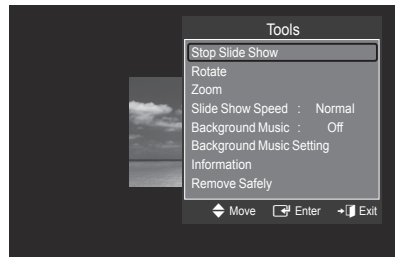 Tools
Stop Slide Show
Rotate
Zoom
Slide Show Speed : Normal
Background Music : Off
Background Music Setting
Information
Remove Safely
Move Enter Exit